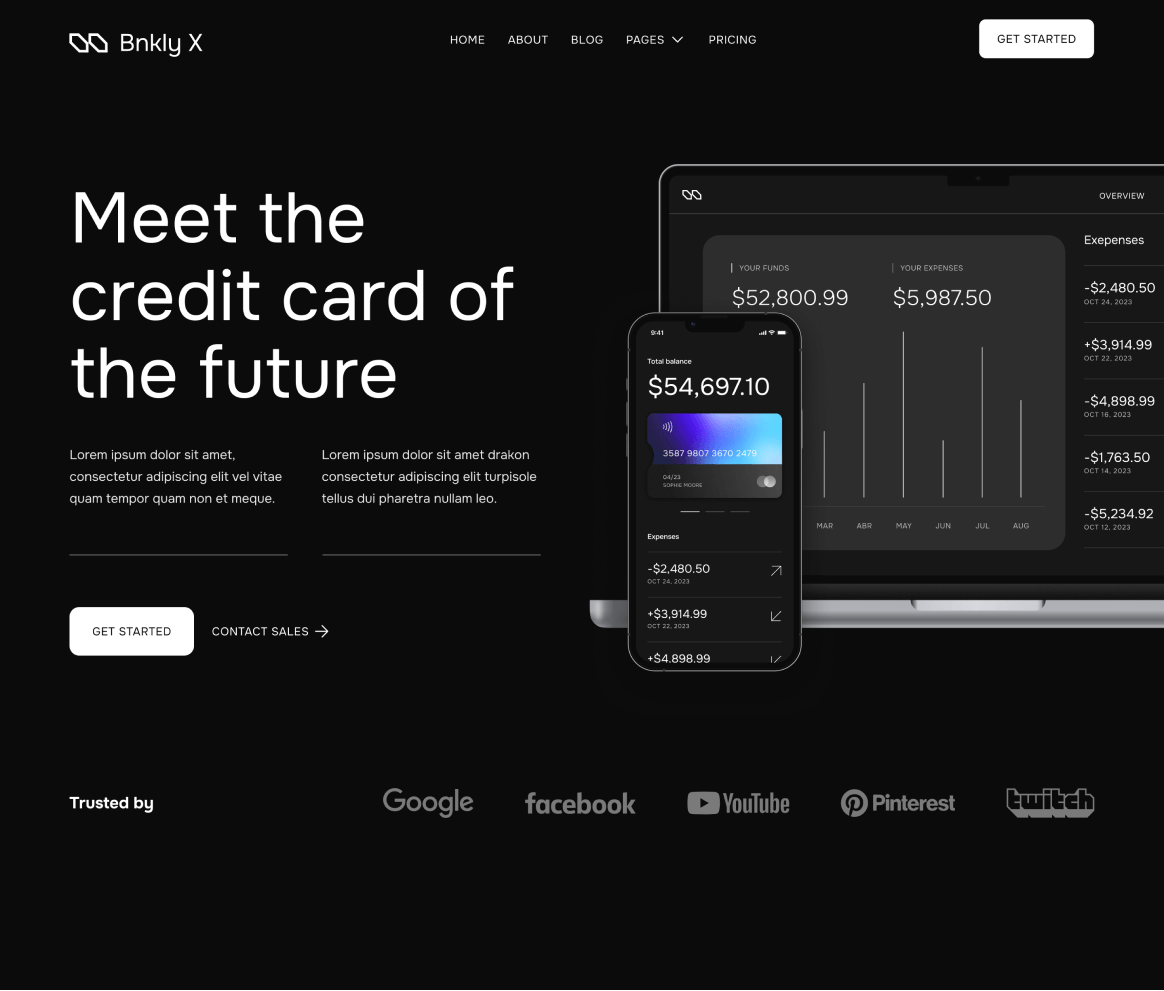 Bnkly X
HOME ABOUT BLOG PAGES PRICING
GET STARTED
Meet the
credit card of
the future
Lorem ipsum dolor sit amet,
consectetur adipiscing elit vel vitae
quam tempor quam non et meque.
Lorem ipsum dolor sit amet drakon
consectetur adipiscing elit turpisole
tellus dui pharetra nullam leo.
GET STARTED
CONTACT SALES
OVERVIEW
YOUR FUNDS
$52,800.99
YOUR EXPENSES
$5,987.50
MAR ABR MAY JUN JUL AUG
Exepenses
-$2,480.50
OCT 24, 2023
+$3,914.99
OCT 22, 2023
-$4,898.99
OCT 16, 2023
-$1,763.50
OCT 14, 2023
-$5,234.92
OCT 12, 2023
9:41
Total balance
$54,697.10
3587 9807 3670 2479
04/23
SOPHIE MOORE
Expenses
-$2,480.50
OCT 24, 2023
+$3,914.99
OCT 22, 2023
+$4.898.99
Trusted by
Google
facebook
YouTube
Pinterest
twitch